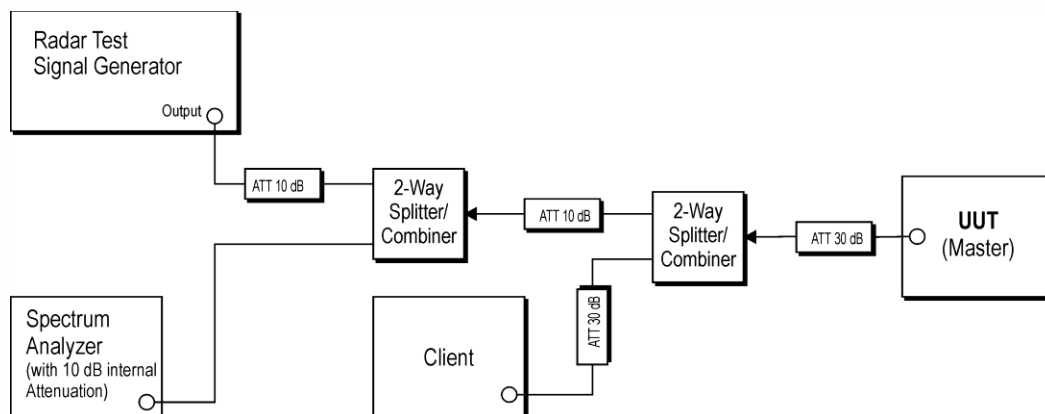 Radar Test
Signal Generator
Output
ATT 10 dB
2-Way
Splitter/
Combiner
ATT 10 dB
2-Way
Splitter/
Combiner
ATT 30 dB
UUT
(Master)
Spectrum
Analyzer
(with 10 dB internal
Attenuation)
Client
ATT 30 dB